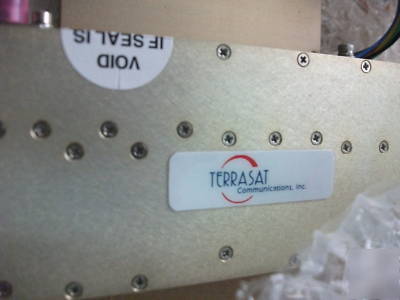 VOID
IF SEAL IS
TERRASAT
Communications, Inc.